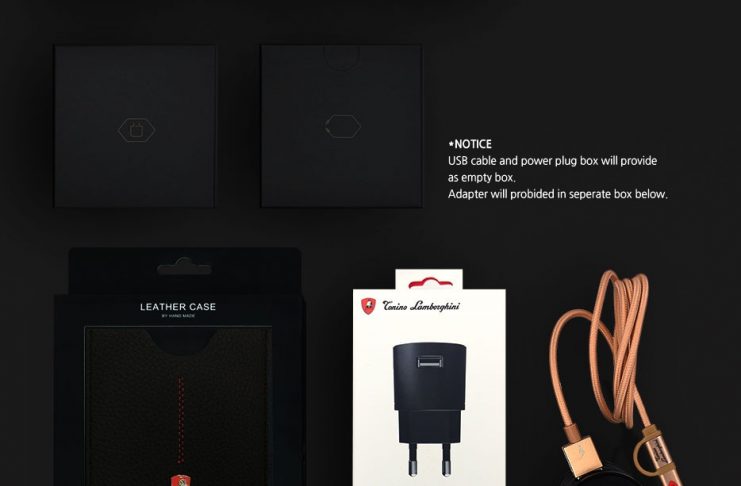 *NOTICE
USB cable and power plug box will provide
as empty box.
Adapter will probided in seperate box below.
LEATHER CASE
BY HAND MADE
Tonino Lamborghini